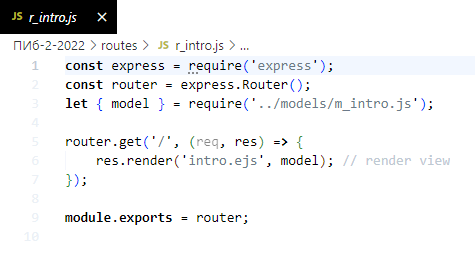 JS r_intro.js ×
ПИб-2-2022 > routes > JS r_intro.js > ...
1 const express = require('express');
2 const router = express.Router();
3 let { model } = require('../models/m_intro.js');
4
5 router.get('/', (req, res) => {
6     res.render('intro.ejs', model); // render view
7 });
8
9 module.exports = router;
10